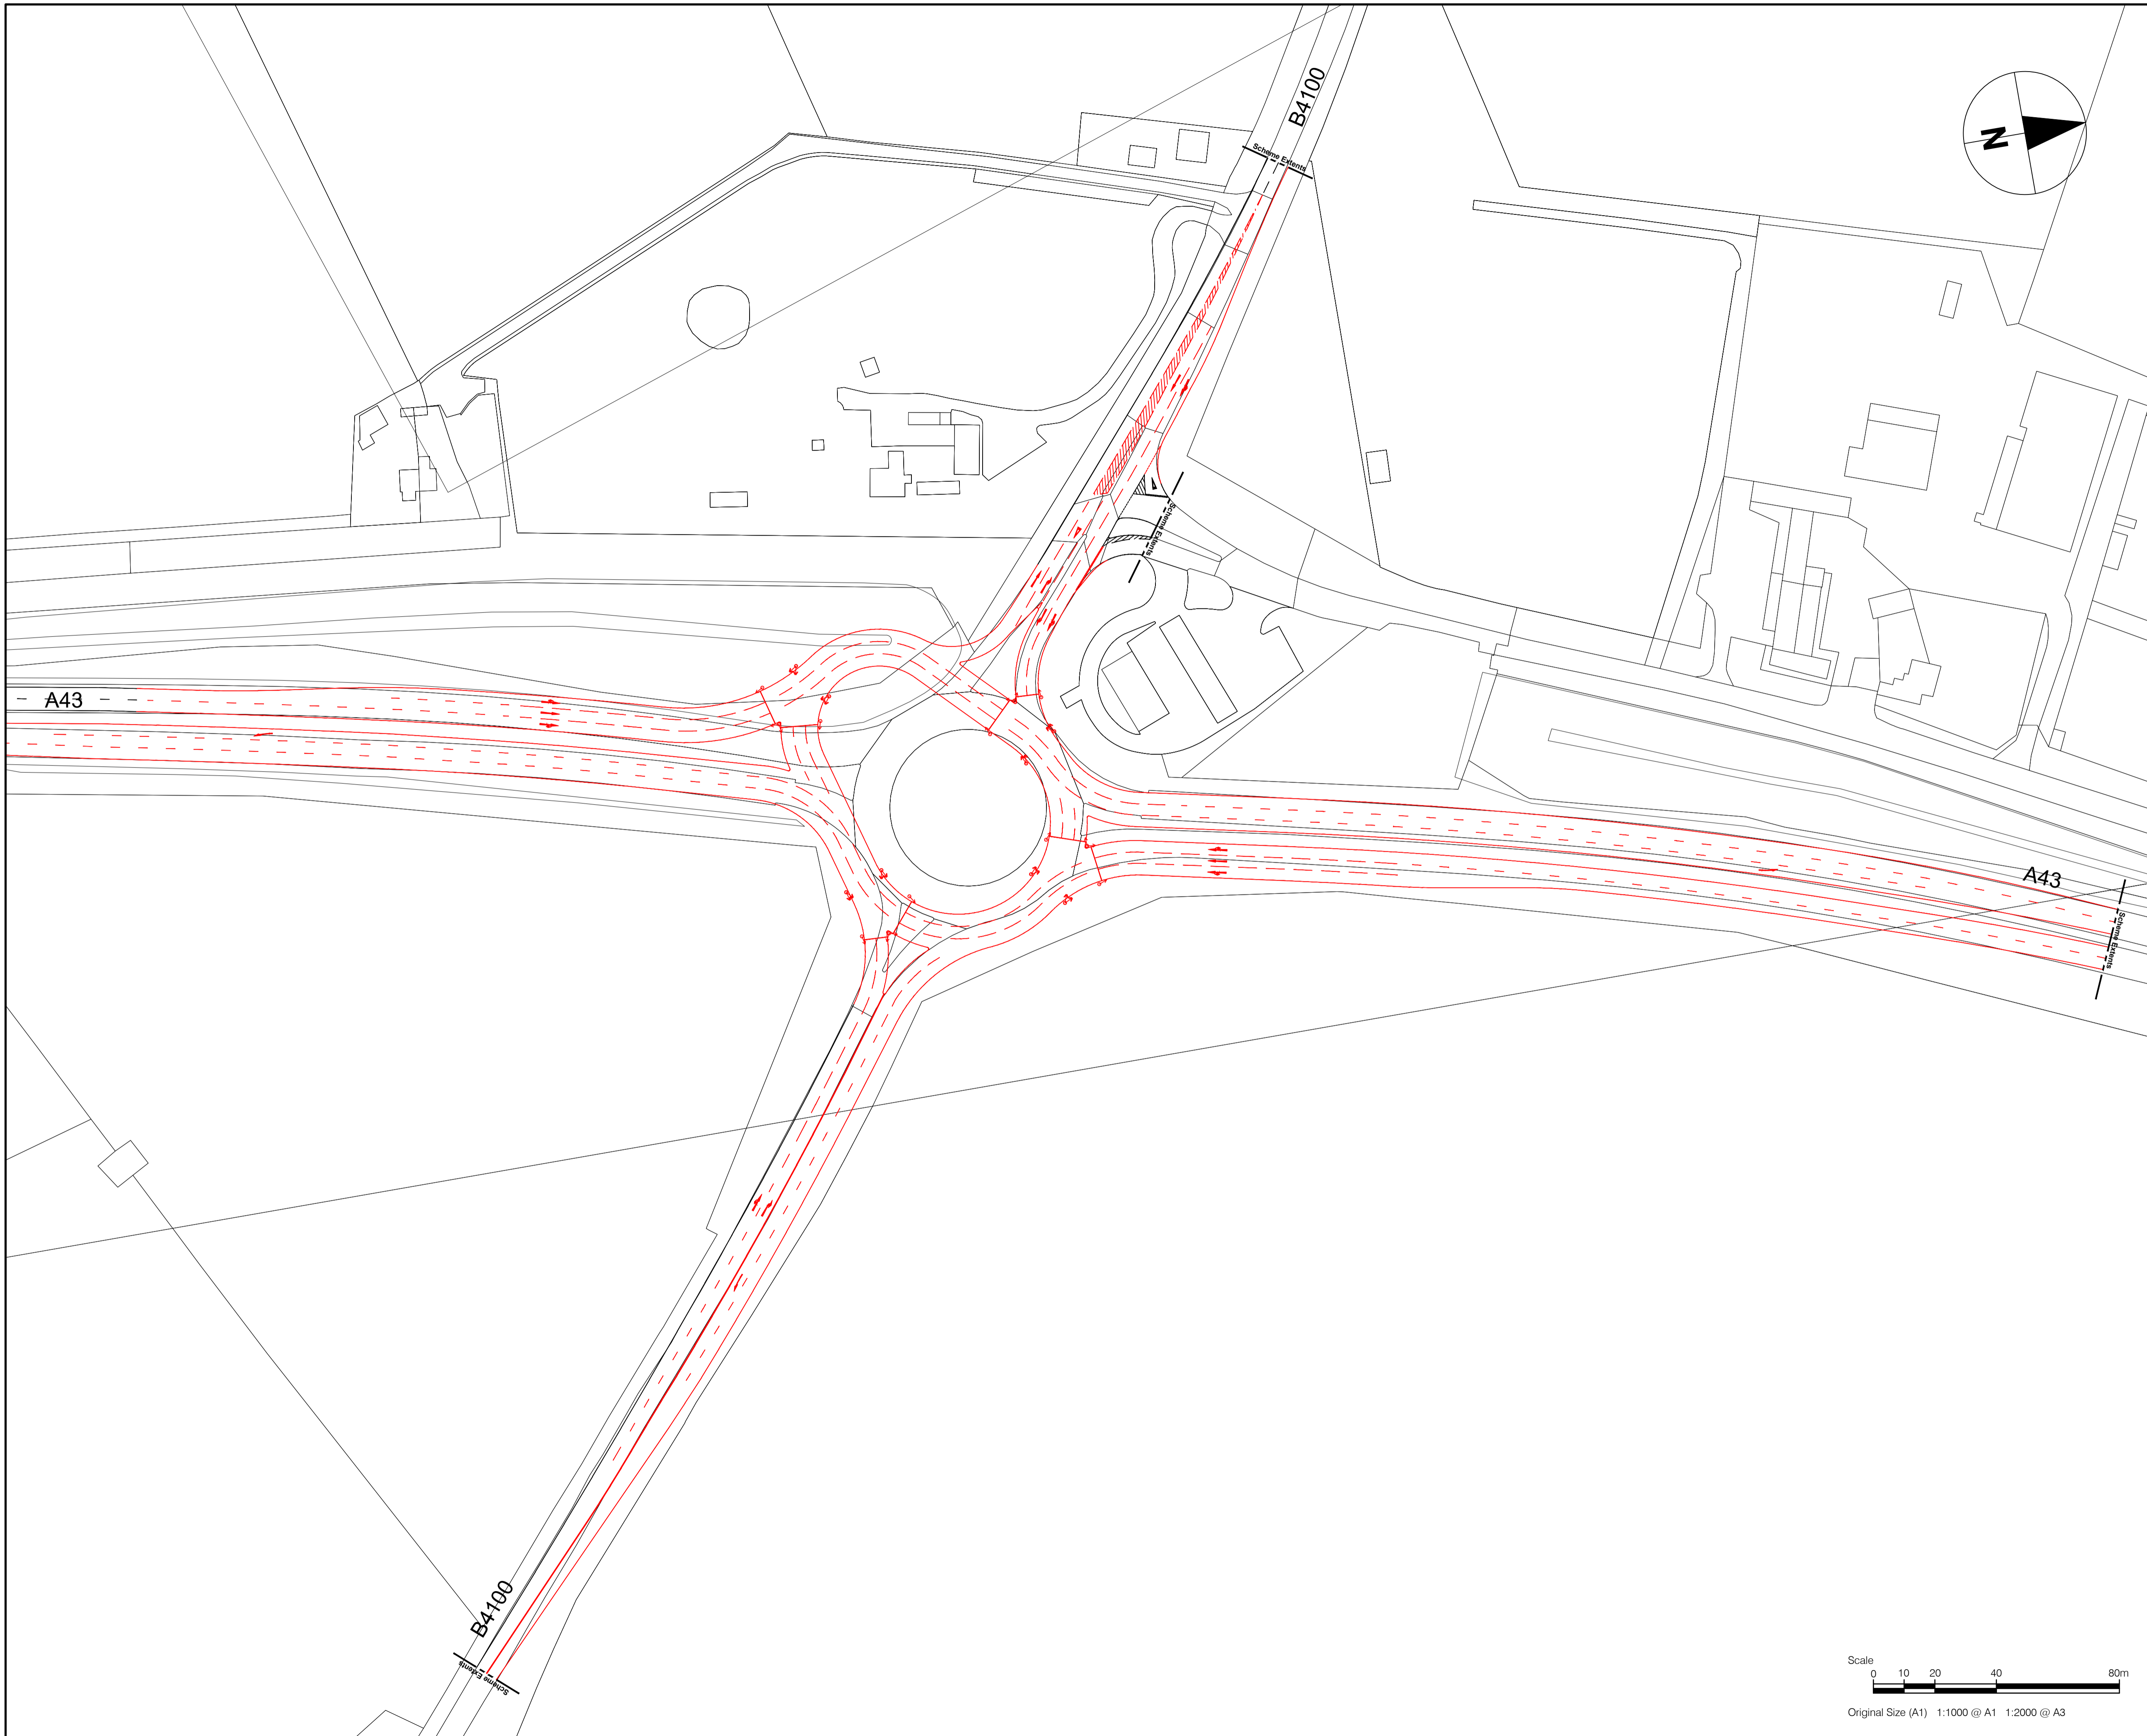 B4100
Scheme Extents
N
Scheme Extents
A43
A43
Scheme Extents
B4100
Scheme Extents
Scale
0 10 20 40 80m
Original Size (A1) 1:1000 @ A1 1:2000 @ A3